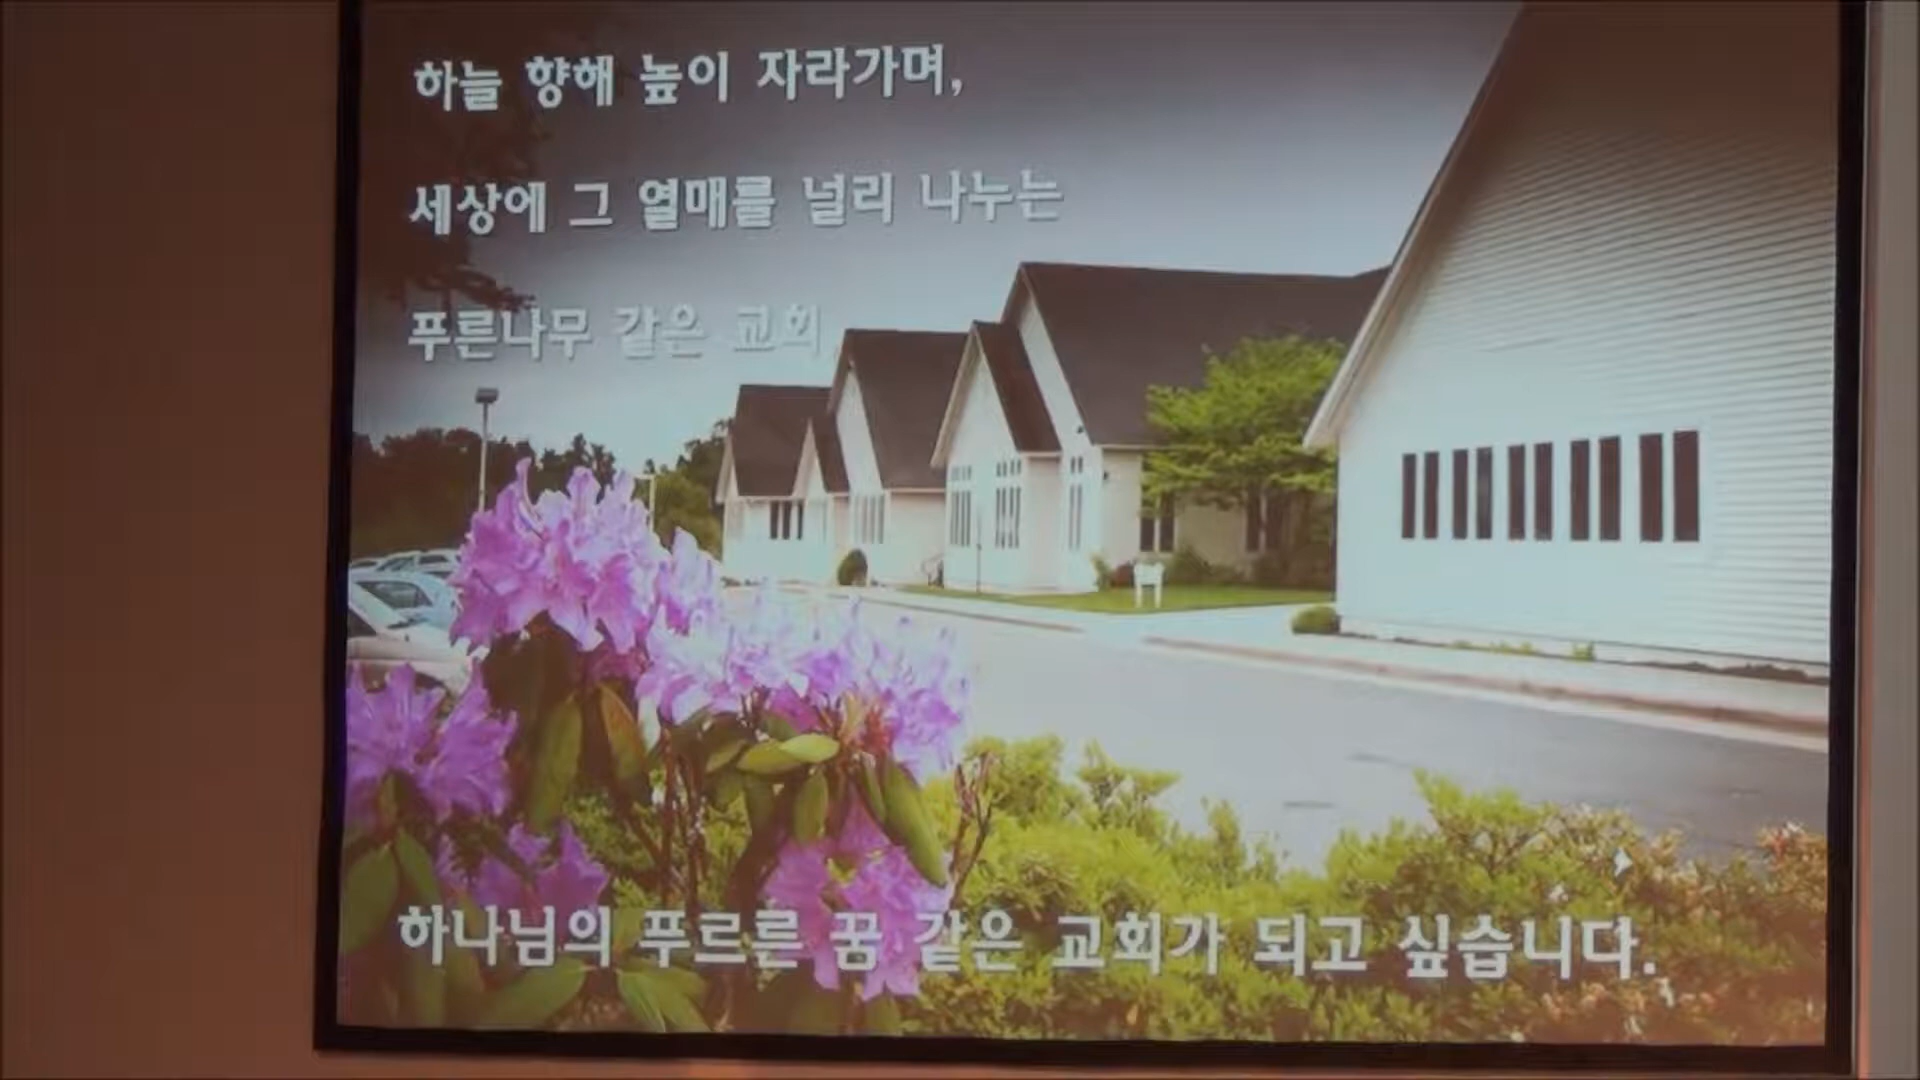 하늘 향해 높이 자라가며,
세상에 그 열매를 널리 나누는
푸른나무 같은 교회
하나님의 푸르른 꿈 같은 교회가 되고 싶습니다.